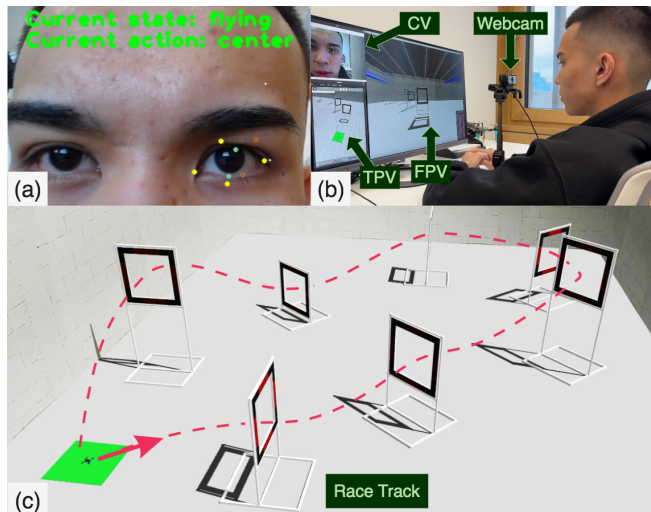 Current state: flying
Current action: center
(a)
CV
Webcam
TPV
FPV
(b)
Race Track
(c)